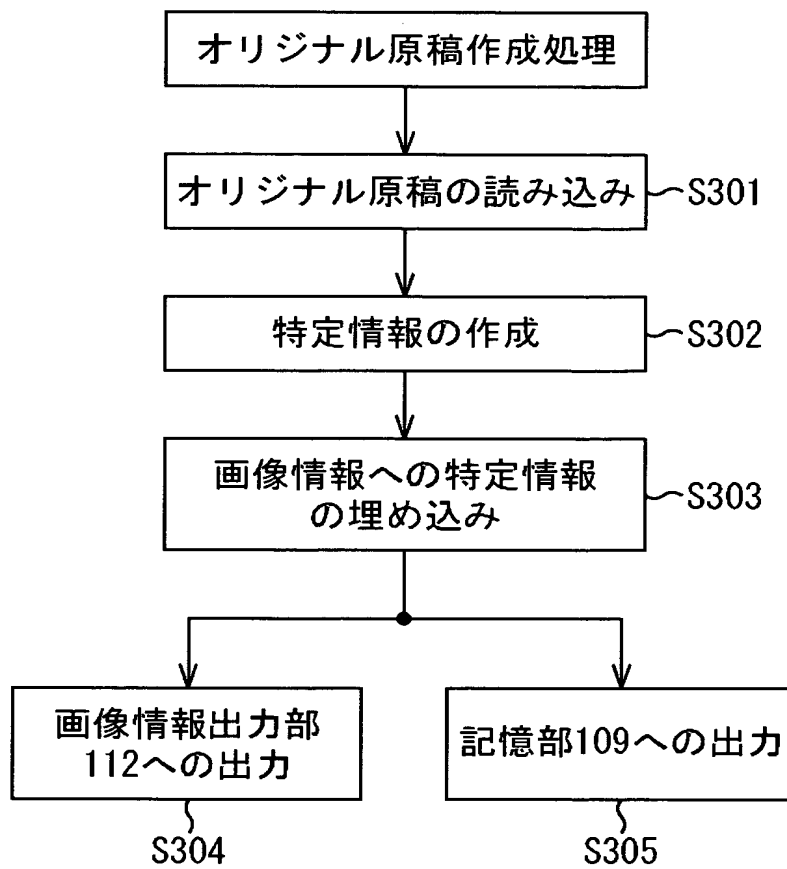 オリジナル原稿作成処理
オリジナル原稿の読み込み
S301
特定情報の作成
S302
画像情報への特定情報
の埋め込み
S303
画像情報出力部
112への出力
記憶部109への出力
S304
S305